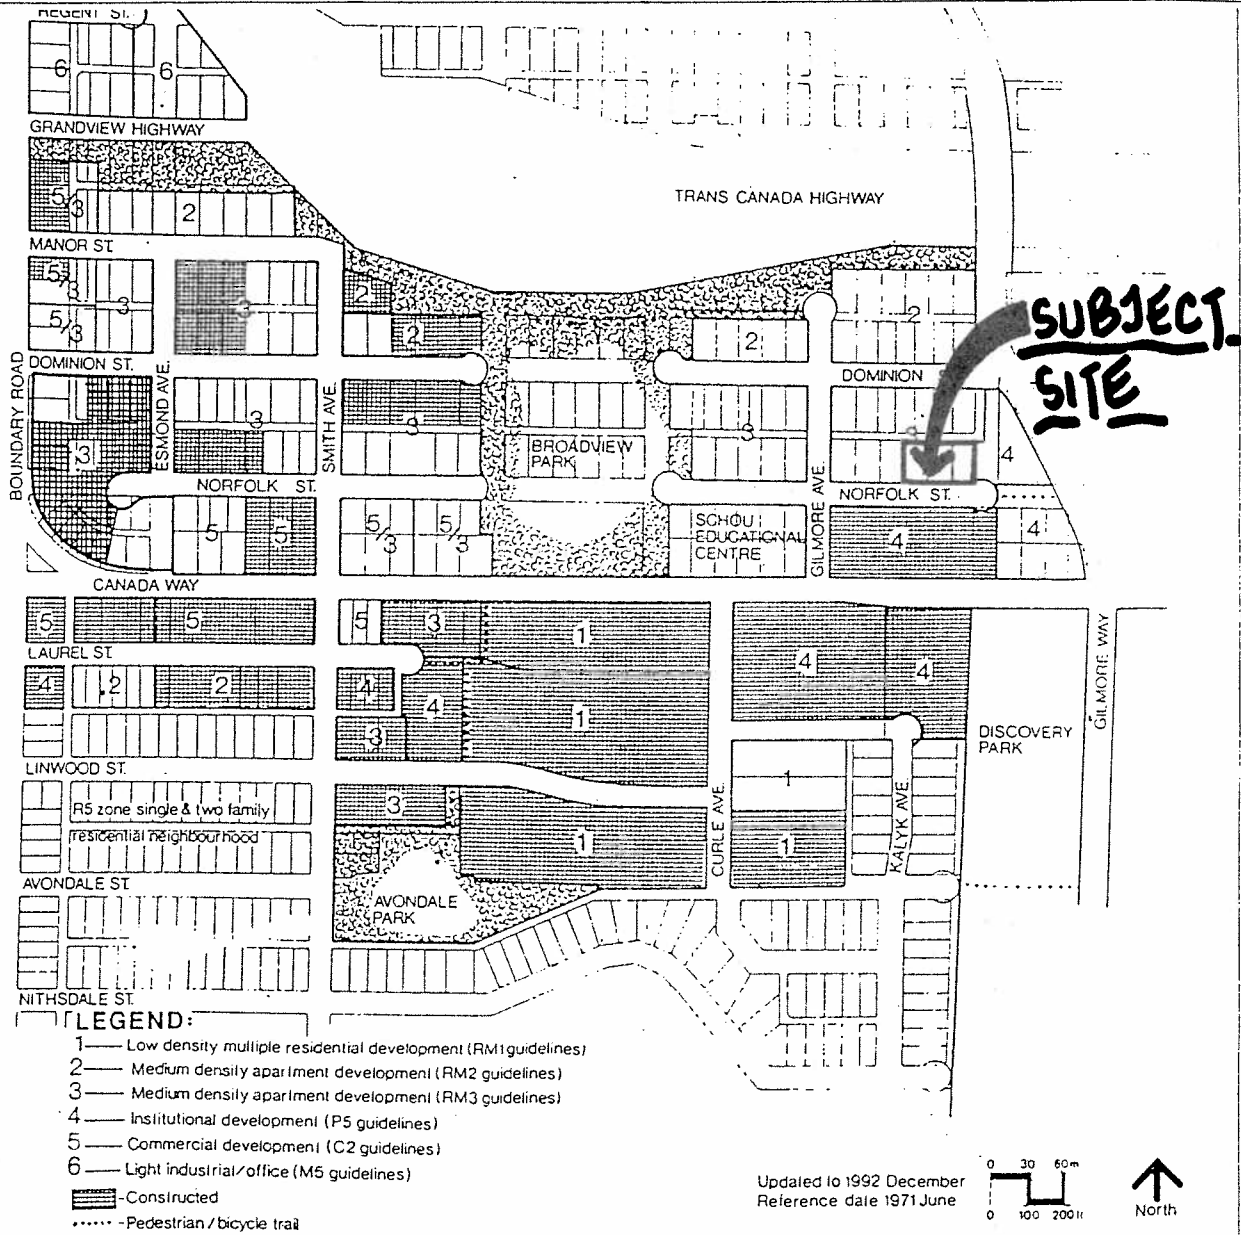 REGENT ST.
6
6
GRANDVIEW HIGHWAY
TRANS CANADA HIGHWAY
5/3
2
MANOR ST.
5/3
3
3
2
2
2
2
5/3
SUBJECT
SITE
DOMINION ST.
DOMINION
BOUNDARY ROAD
ESMOND AVE.
SMITH AVE.
GILMORE AVE.
3
3
3
BROADVIEW
PARK
3
4
NORFOLK ST.
NORFOLK ST.
5
5
5/3
5/3
SCHOU
EDUCATIONAL
CENTRE
4
4
CANADA WAY
5
5
5
3
1
LAUREL ST.
4
2
2
4
4
1
4
4
GILMORE WAY
3
DISCOVERY
PARK
LINWOOD ST.
1
R5 zone single & two family
residential neighbourhood
3
1
1
CURLE AVE.
KALYK AVE.
AVONDALE ST.
AVONDALE
PARK
NITHSDALE ST.
LEGEND:
1 — Low density multiple residential development (RM1 guidelines)
2 — Medium density apartment development (RM2 guidelines)
3 — Medium density apartment development (RM3 guidelines)
4 — Institutional development (P5 guidelines)
5 — Commercial development (C2 guidelines)
6 — Light industrial/office (M5 guidelines)
-Constructed
-Pedestrian / bicycle trail
Updated to 1992 December
Reference date 1971 June
0 30 60m
0 100 200ft
North